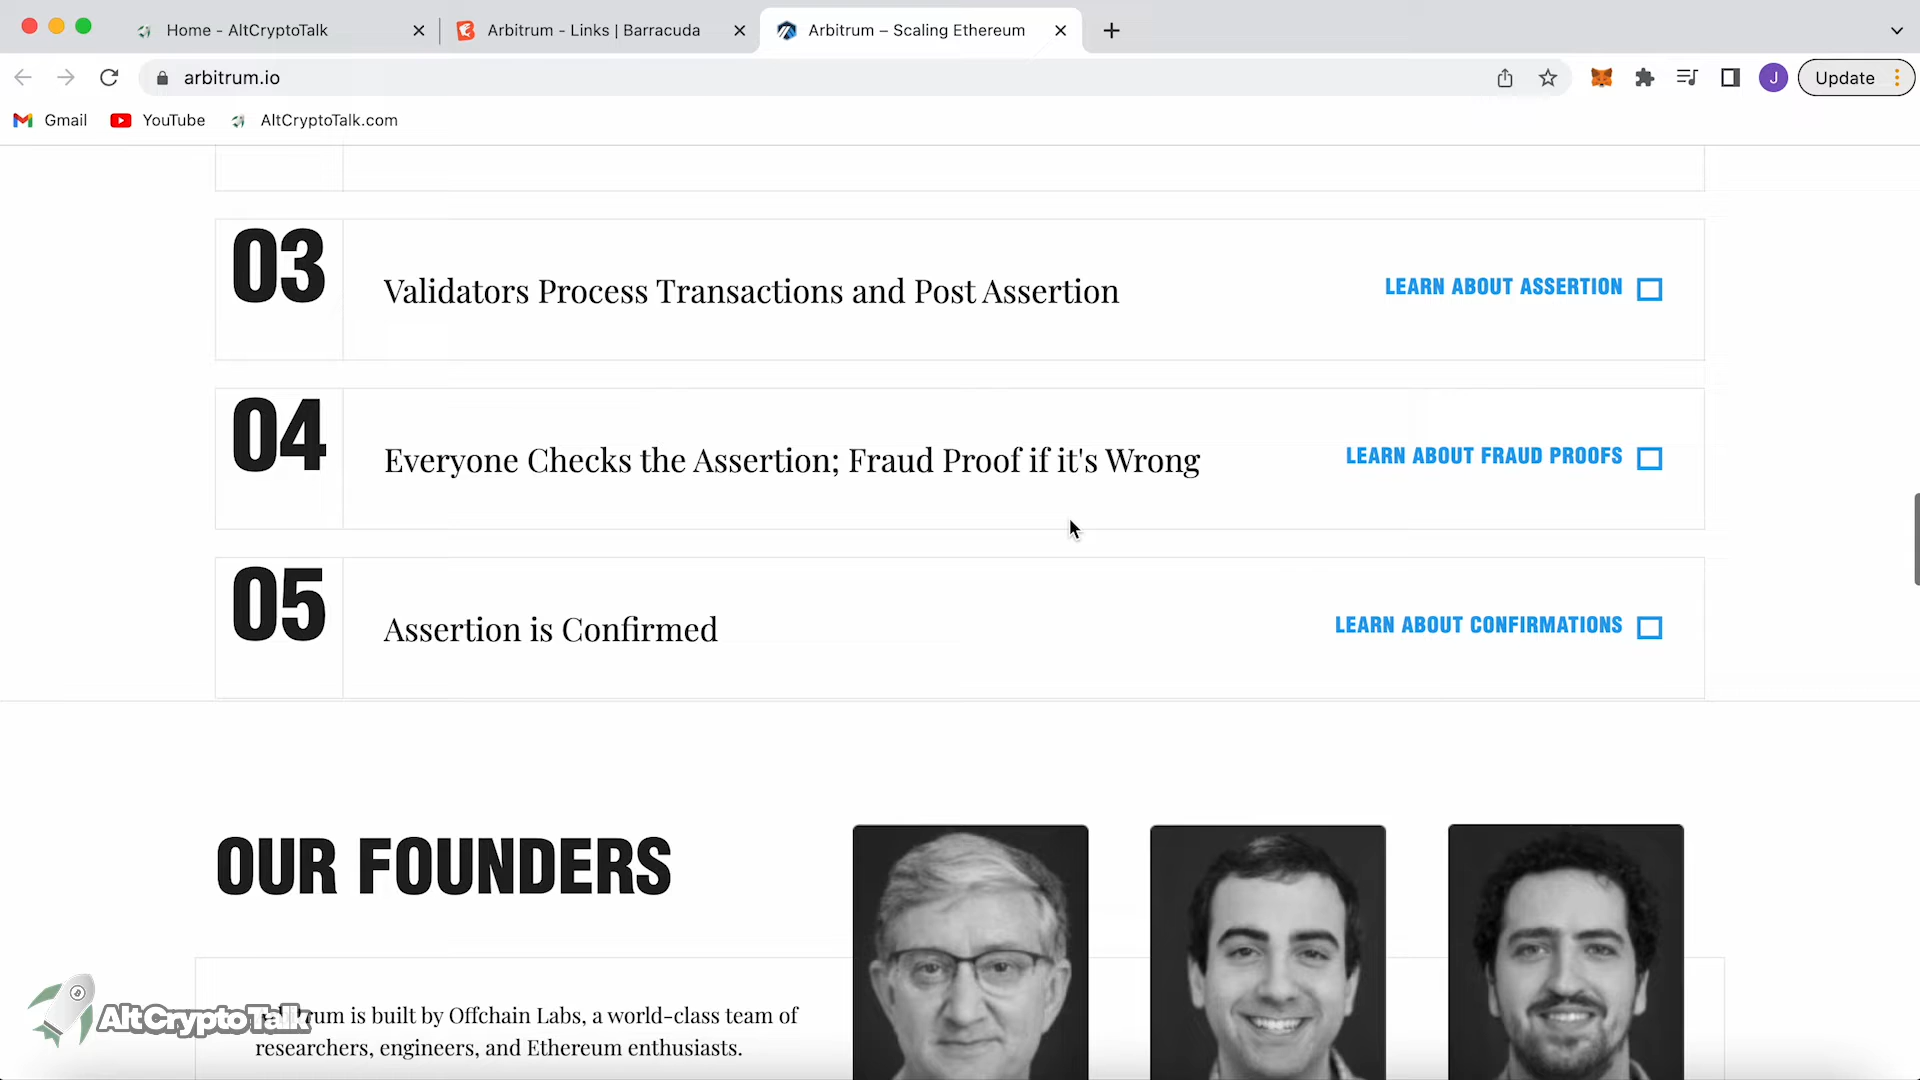 Home - AltCryptoTalk
Arbitrum - Links | Barracuda
Arbitrum – Scaling Ethereum
arbitrum.io
J
Update
Gmail
YouTube
AltCryptoTalk.com
03
Validators Process Transactions and Post Assertion
LEARN ABOUT ASSERTION
04
Everyone Checks the Assertion; Fraud Proof if it's Wrong
LEARN ABOUT FRAUD PROOFS
05
Assertion is Confirmed
LEARN ABOUT CONFIRMATIONS
OUR FOUNDERS
is built by Offchain Labs, a world-class team of
researchers, engineers, and Ethereum enthusiasts.
AltCryptoTalk